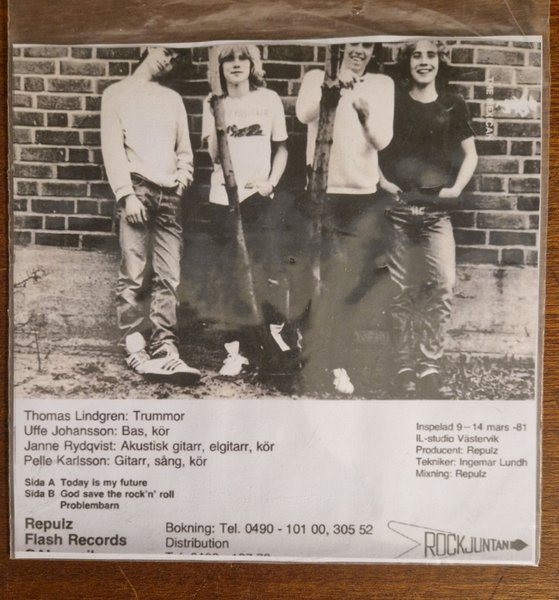 Thomas Lindgren: Trummor
Uffe Johansson: Bas, kör
Janne Rydqvist: Akustisk gitarr, elgitarr, kör
Pelle Karlsson: Gitarr, sång, kör
Inspelad 9–14 mars -81
IL-studio Västervik
Producent: Repulz
Tekniker: Ingemar Lundh
Mixning: Repulz
Sida A Today is my future
Sida B God save the rock'n' roll
Problembarn
Repulz
Flash Records
Bokning: Tel. 0490 - 101 00, 305 52
Distribution
ROCKJUNTAN